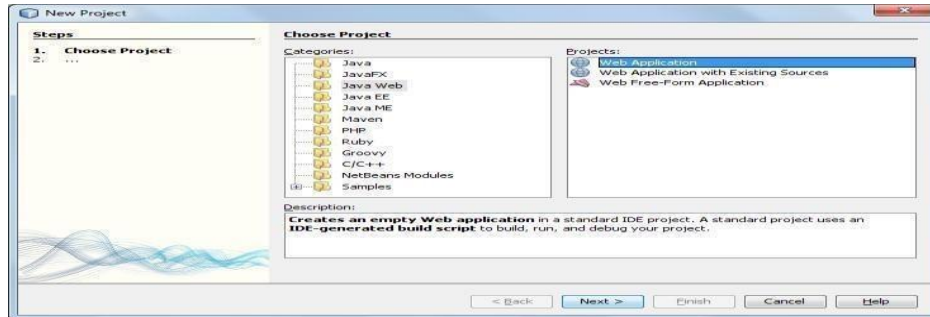 New Project
Steps
1. Choose Project
2. ...
Choose Project
Categories:
Java
JavaFX
Java Web
Java EE
Java ME
Maven
PHP
Ruby
Groovy
C/C++
NetBeans Modules
Samples
Projects:
Web Application
Web Application with Existing Sources
Web Free-Form Application
Description:
Creates an empty Web application in a standard IDE project. A standard project uses an
IDE-generated build script to build, run, and debug your project.
< Back
Next >
Finish
Cancel
Help